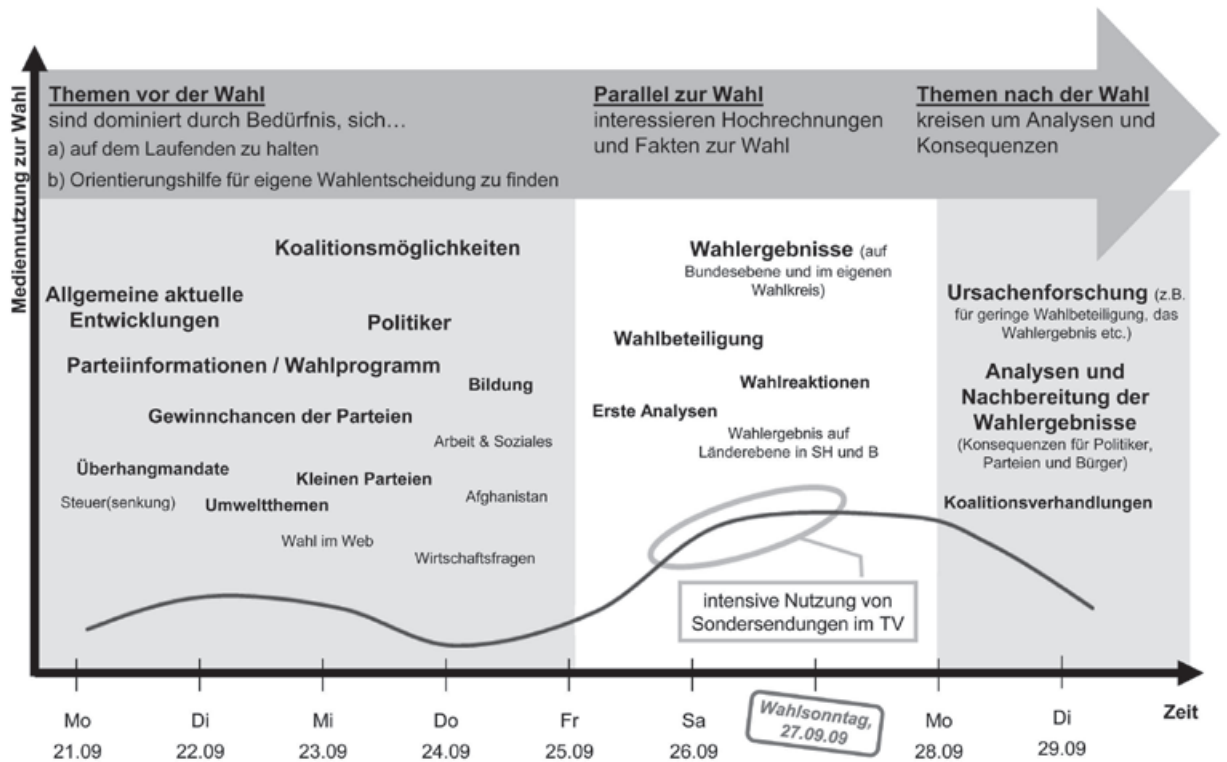 Mediennutzung zur Wahl
Themen vor der Wahl
sind dominiert durch Bedürfnis, sich…
a) auf dem Laufenden zu halten
b) Orientierungshilfe für eigene Wahlentscheidung zu finden
Parallel zur Wahl
interessieren Hochrechnungen
und Fakten zur Wahl
Themen nach der Wahl
kreisen um Analysen und
Konsequenzen
Koalitionsmöglichkeiten
Allgemeine aktuelle
Entwicklungen
Politiker
Parteiinformationen / Wahlprogramm
Bildung
Gewinnchancen der Parteien
Arbeit & Soziales
Überhangmandate
Kleinen Parteien
Steuer(senkung)
Umweltthemen
Afghanistan
Wahl im Web
Wirtschaftsfragen
Wahlergebnisse (auf
Bundesebene und im eigenen
Wahlkreis)
Wahlbeteiligung
Wahlreaktionen
Erste Analysen
Wahlergebnis auf
Länderebene in SH und B
intensive Nutzung von
Sondersendungen im TV
Ursachenforschung (z.B.
für geringe Wahlbeteiligung, das
Wahlergebnis etc.)
Analysen und
Nachbereitung der
Wahlergebnisse
(Konsequenzen für Politiker,
Parteien und Bürger)
Koalitionsverhandlungen
Mo
21.09
Di
22.09
Mi
23.09
Do
24.09
Fr
25.09
Sa
26.09
Wahlsonntag,
27.09.09
Mo
28.09
Di
29.09
Zeit